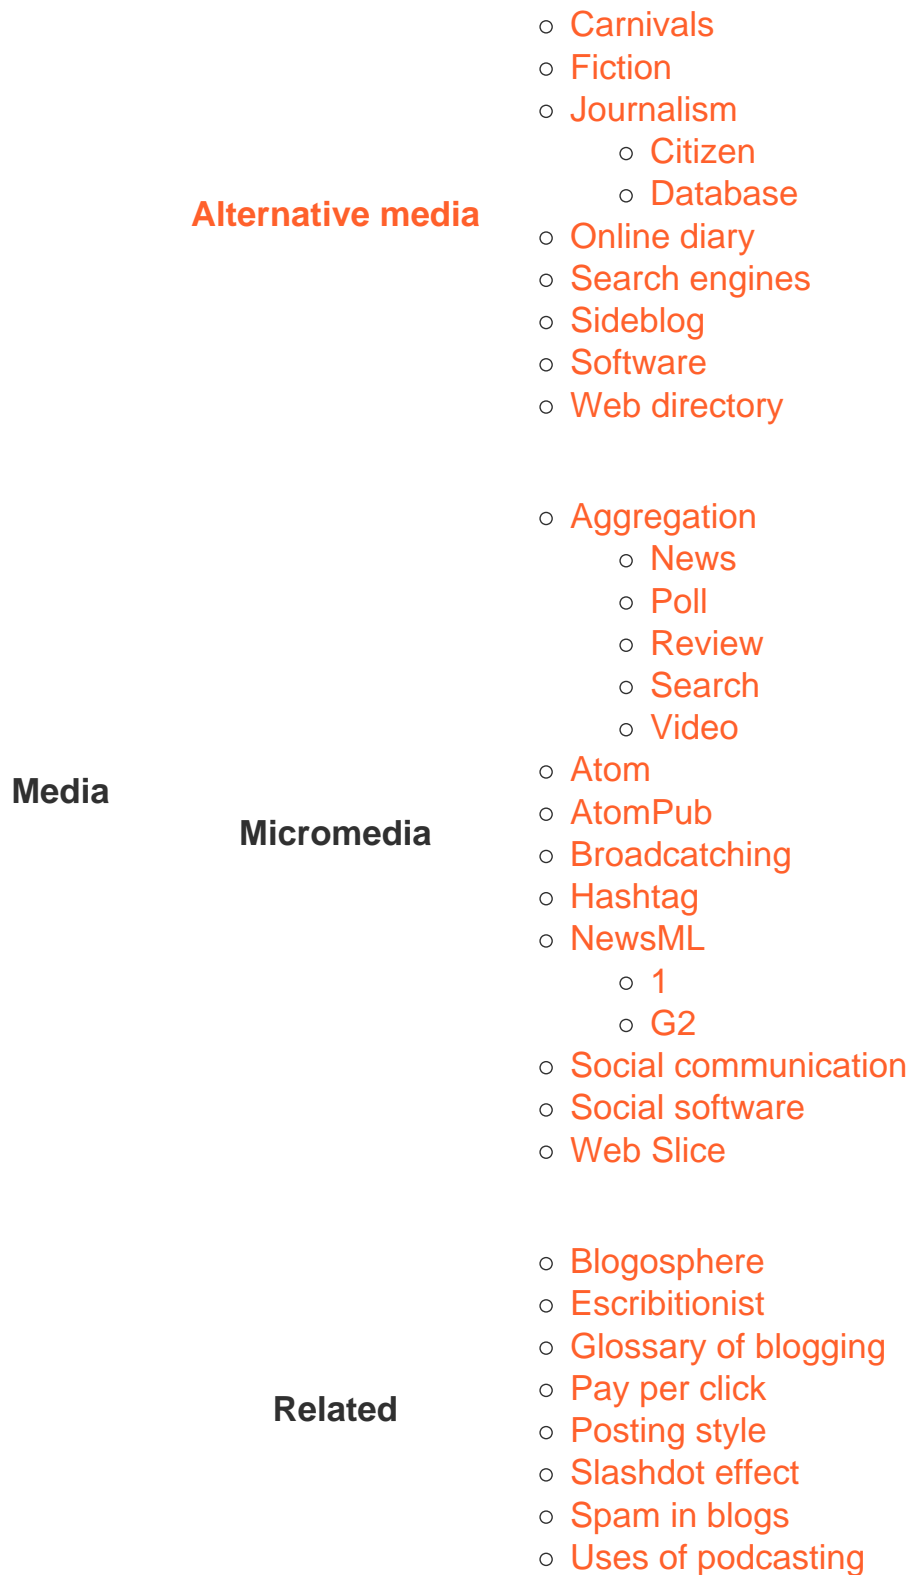 Media
Alternative media
Carnivals
Fiction
Journalism
Citizen
Database
Online diary
Search engines
Sideblog
Software
Web directory
Micromedia
Aggregation
News
Poll
Review
Search
Video
Atom
AtomPub
Broadcatching
Hashtag
NewsML
1
G2
Social communication
Social software
Web Slice
Related
Blogosphere
Escribitionist
Glossary of blogging
Pay per click
Posting style
Slashdot effect
Spam in blogs
Uses of podcasting